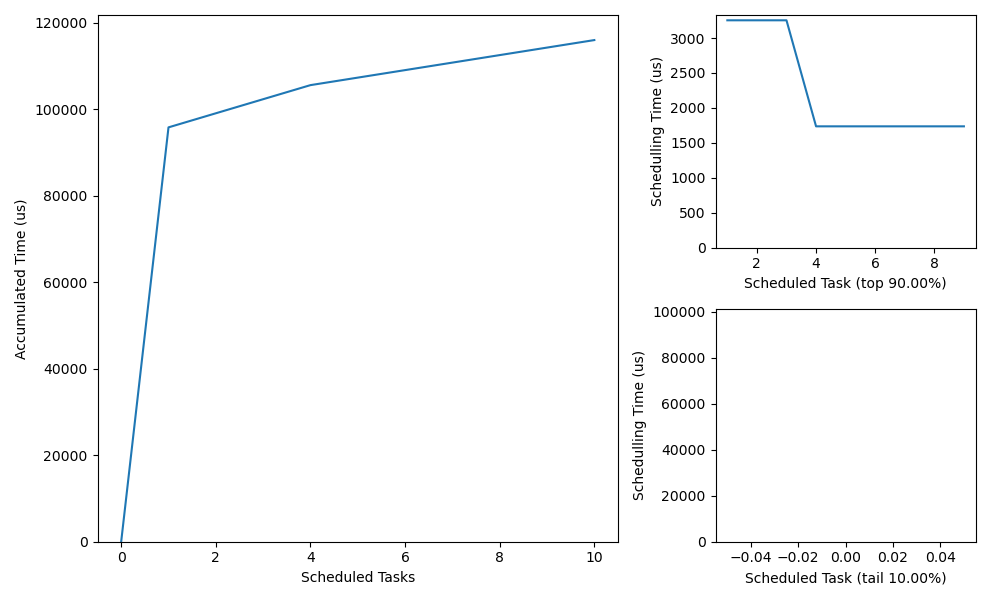 120000
100000
80000
60000
40000
20000
0
Accumulated Time (us)
0 2 4 6 8 10
Scheduled Tasks
3000
2500
2000
1500
1000
500
0
Schedulling Time (us)
2 4 6 8
Scheduled Task (top 90.00%)
100000
80000
60000
40000
20000
0
Schedulling Time (us)
−0.04 −0.02 0.00 0.02 0.04
Scheduled Task (tail 10.00%)